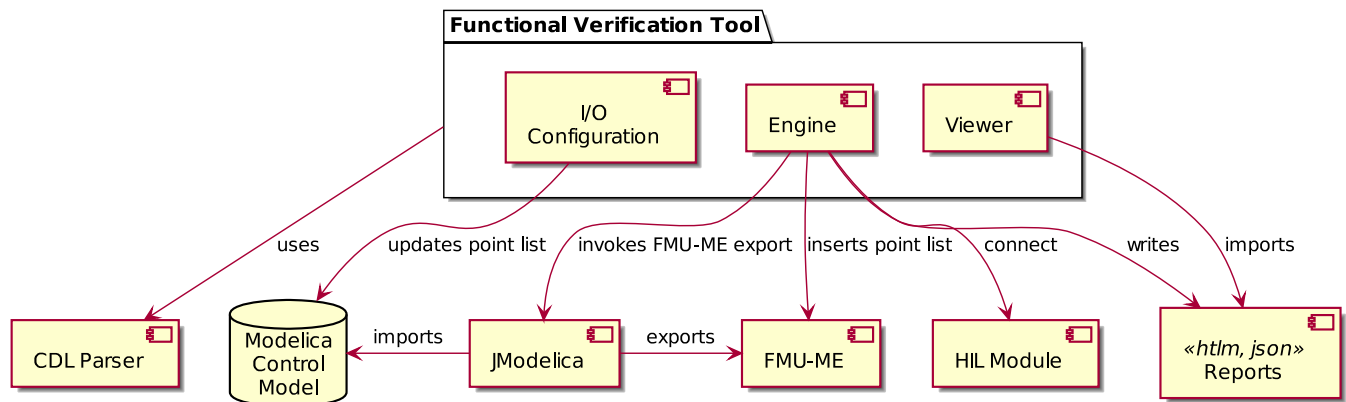 Functional Verification Tool
I/O
Configuration
Engine
Viewer
uses
updates point list
invokes FMU-ME export
inserts point list
connect
writes
imports
CDL Parser
Modelica
Control
Model
imports
JModelica
exports
FMU-ME
HIL Module
«htlm, json»
Reports